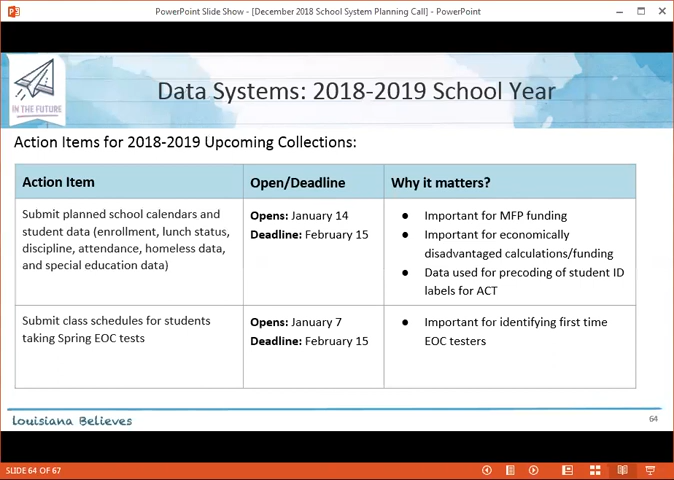 PowerPoint Slide Show - [December 2018 School System Planning Call] - PowerPoint
IN THE FUTURE
Data Systems: 2018-2019 School Year
Action Items for 2018-2019 Upcoming Collections:
Action Item
Open/Deadline
Why it matters?
Submit planned school calendars and
student data (enrollment, lunch status,
discipline, attendance, homeless data,
and special education data)
Opens: January 14
Deadline: February 15
● Important for MFP funding
● Important for economically
disadvantaged calculations/funding
● Data used for precoding of student ID
labels for ACT
Submit class schedules for students
taking Spring EOC tests
Opens: January 7
Deadline: February 15
● Important for identifying first time
EOC testers
Louisiana Believes
64
SLIDE 64 OF 67